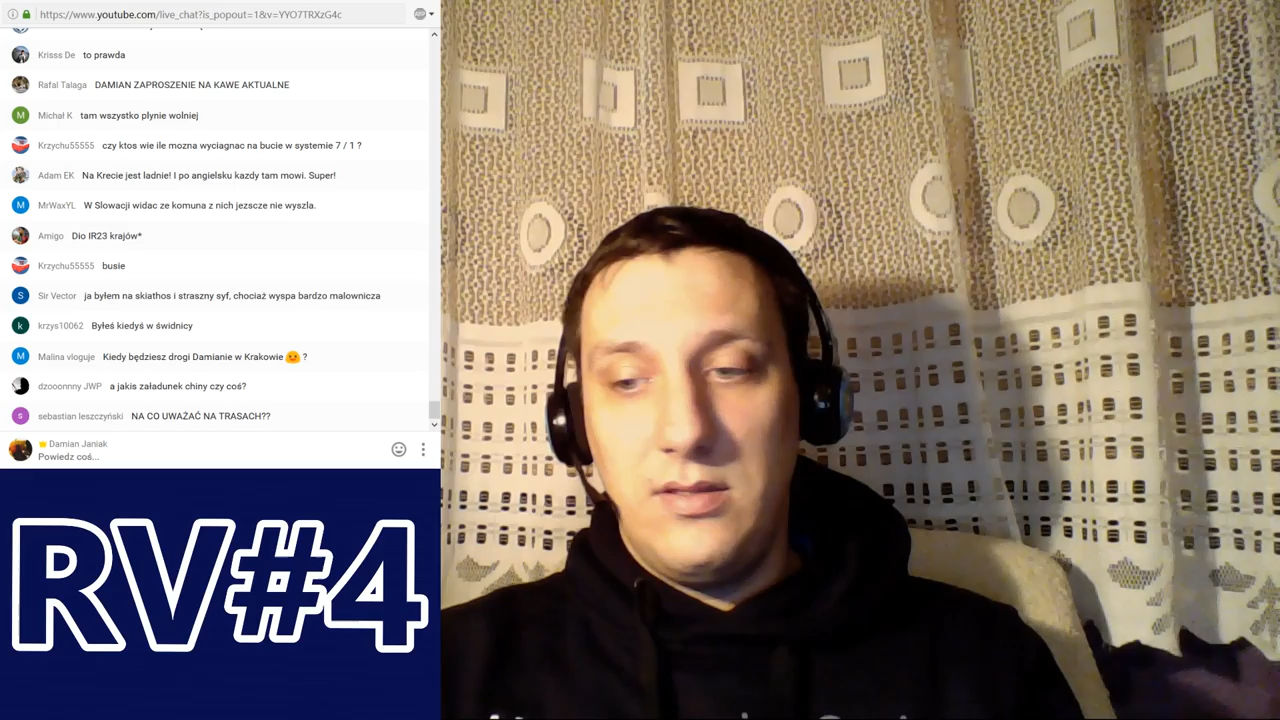 https://www.youtube.com/live_chat?is_popout=1&v=YYO7TRXzG4c
Krisss De to prawda
Rafal Talaga DAMIAN ZAPROSZENIE NA KAWE AKTUALNE
M Michał K tam wszystko płynie wolniej
Krzychu55555 czy ktos wie ile mozna wyciagnac na bucie w systemie 7 / 1 ?
Adam EK Na Krecie jest ladnie! I po angielsku kazdy tam mowi. Super!
M MrWaxYL W Slowacji widac ze komuna z nich jezscze nie wyszla.
Amigo Dio IR23 krajów*
Krzychu55555 busie
S Sir Vector ja byłem na skiathos i straszny syf, chociaż wyspa bardzo malownicza
k krzys10062 Byłeś kiedyś w świdnicy
M Malina vloguje Kiedy będziesz drogi Damianie w Krakowie ?
dzooonnny JWP a jakis załadunek chiny czy coś?
s sebastian leszczyński NA CO UWAŻAĆ NA TRASACH??
Damian Janiak
Powiedz coś...
RV#4